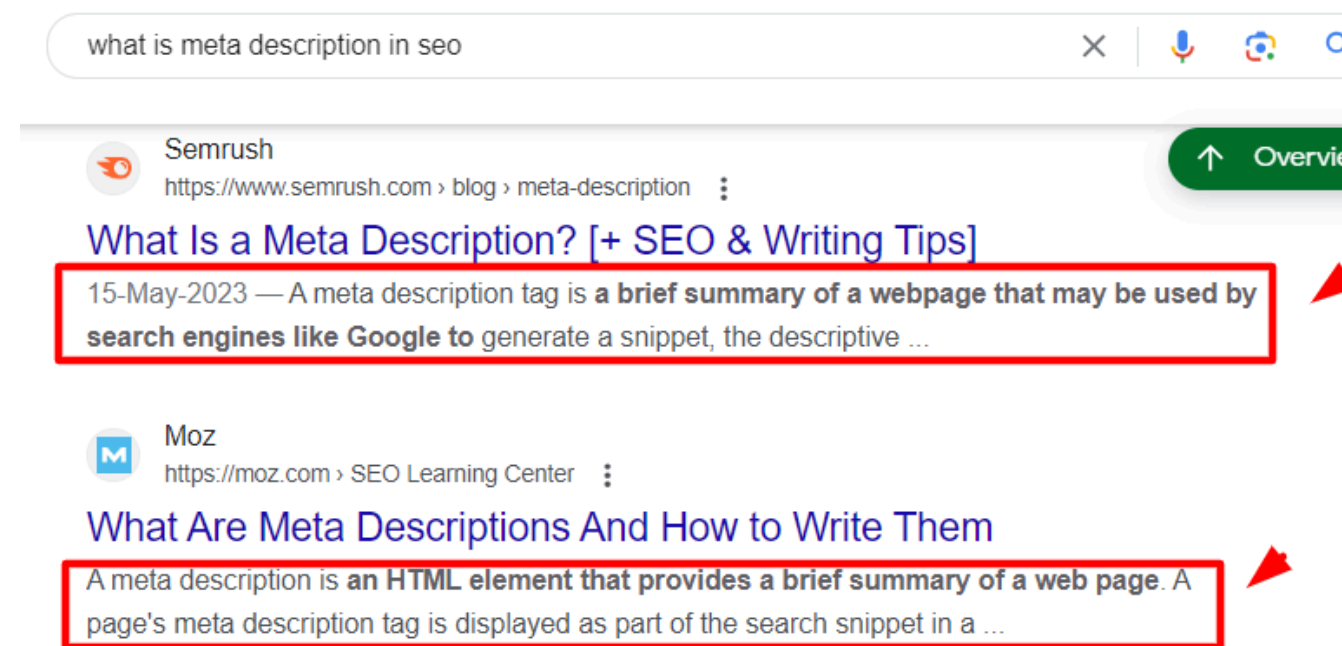 what is meta description in seo
Overvie
Semrush
https://www.semrush.com › blog › meta-description
What Is a Meta Description? [+ SEO & Writing Tips]
15-May-2023 — A meta description tag is a brief summary of a webpage that may be used by
search engines like Google to generate a snippet, the descriptive ...
Moz
https://moz.com › SEO Learning Center
What Are Meta Descriptions And How to Write Them
A meta description is an HTML element that provides a brief summary of a web page. A
page's meta description tag is displayed as part of the search snippet in a ...